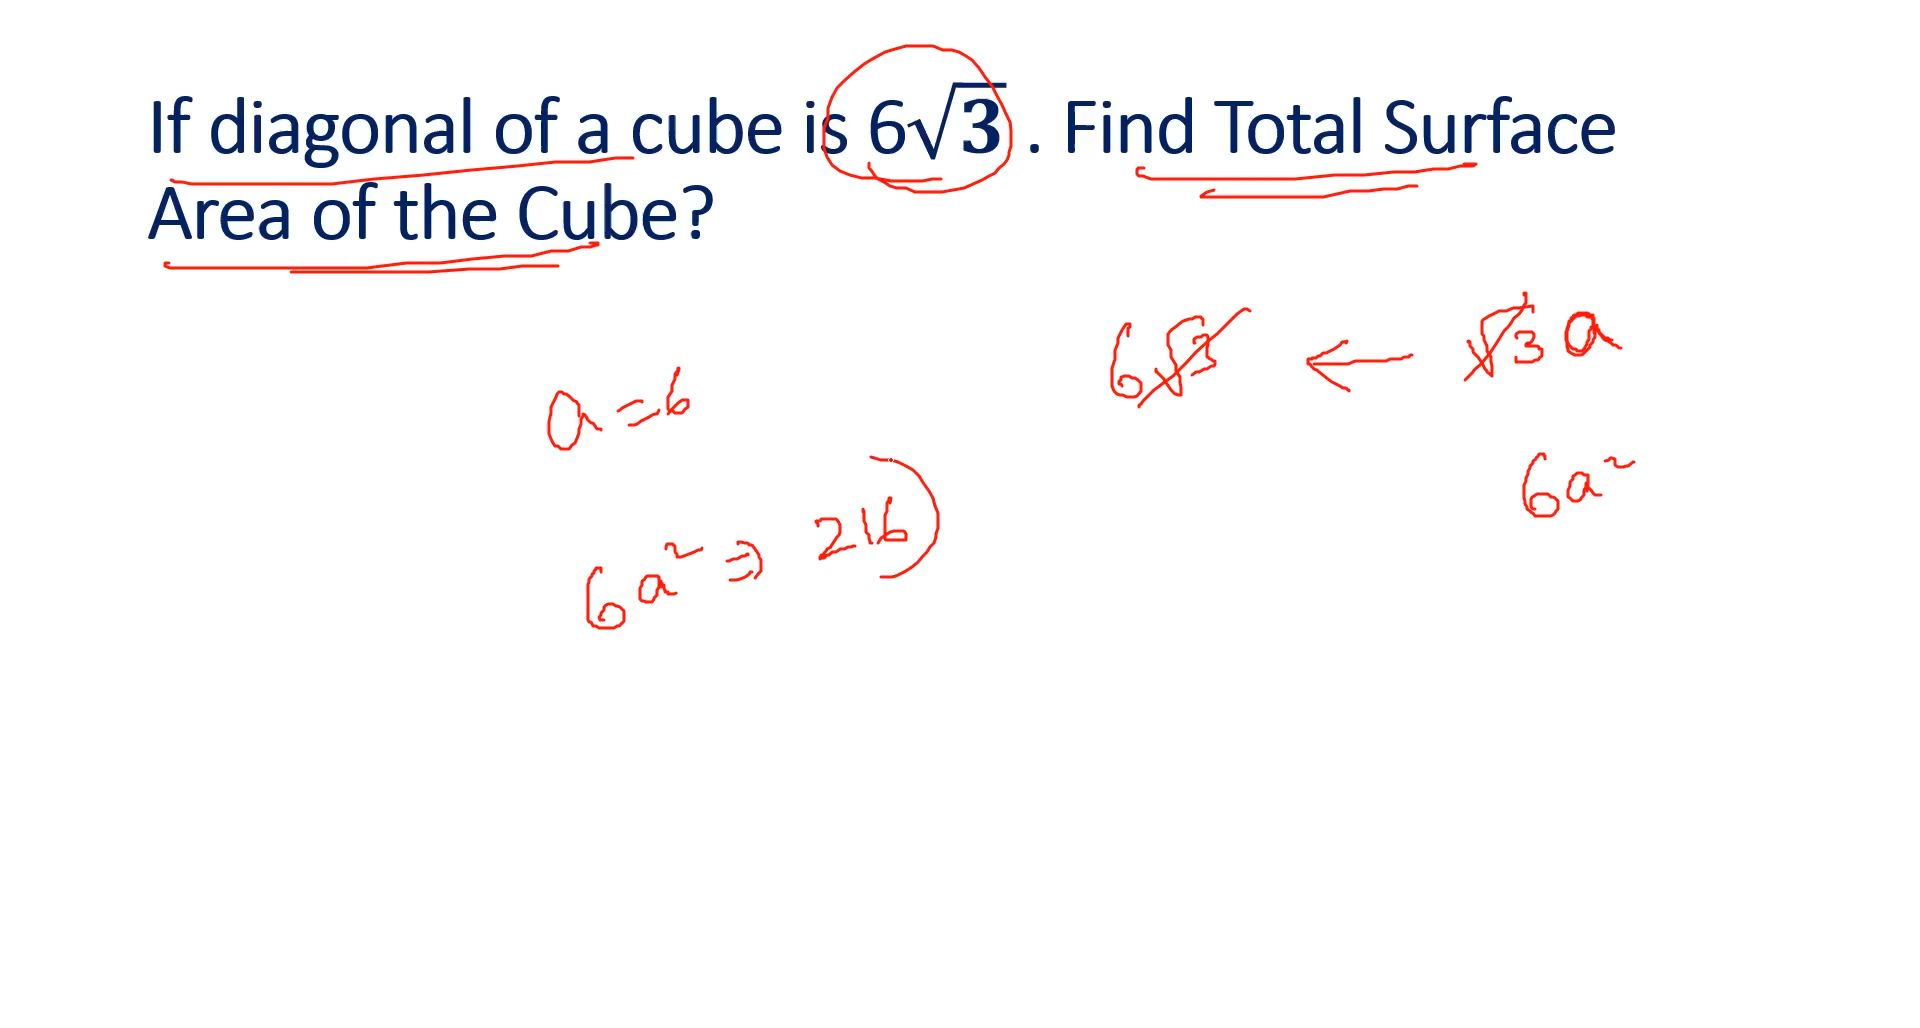 If diagonal of a cube is 6√3 . Find Total Surface
Area of the Cube?
6√3 ← √3 a
a = 6
6a²
6a² ⇒ 216